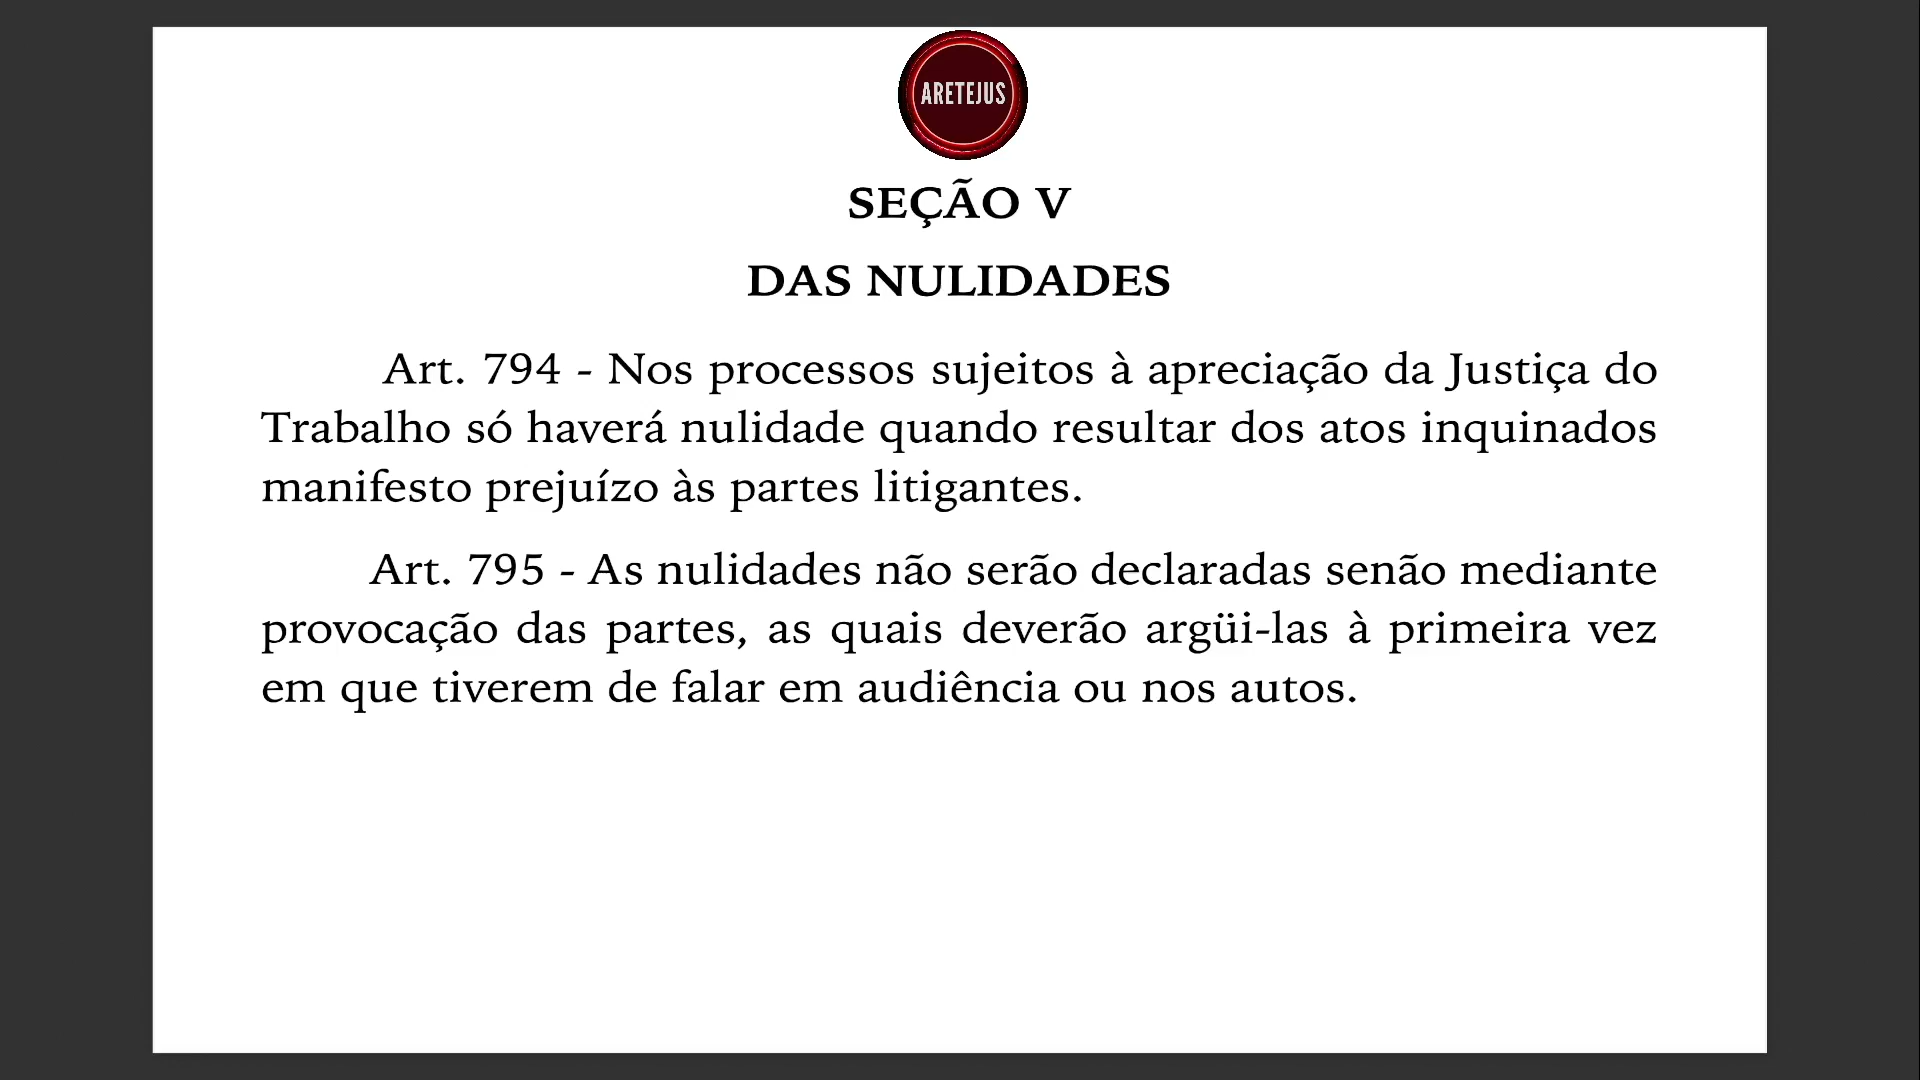 ARETEJUS
SEÇÃO V
DAS NULIDADES
Art. 794 - Nos processos sujeitos à apreciação da Justiça do
Trabalho só haverá nulidade quando resultar dos atos inquinados
manifesto prejuízo às partes litigantes.
Art. 795 - As nulidades não serão declaradas senão mediante
provocação das partes, as quais deverão argüi-las à primeira vez
em que tiverem de falar em audiência ou nos autos.